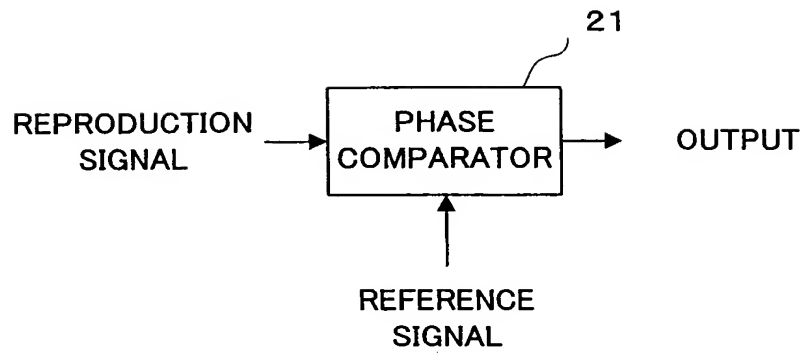 21
REPRODUCTION
SIGNAL
PHASE
COMPARATOR
OUTPUT
REFERENCE
SIGNAL